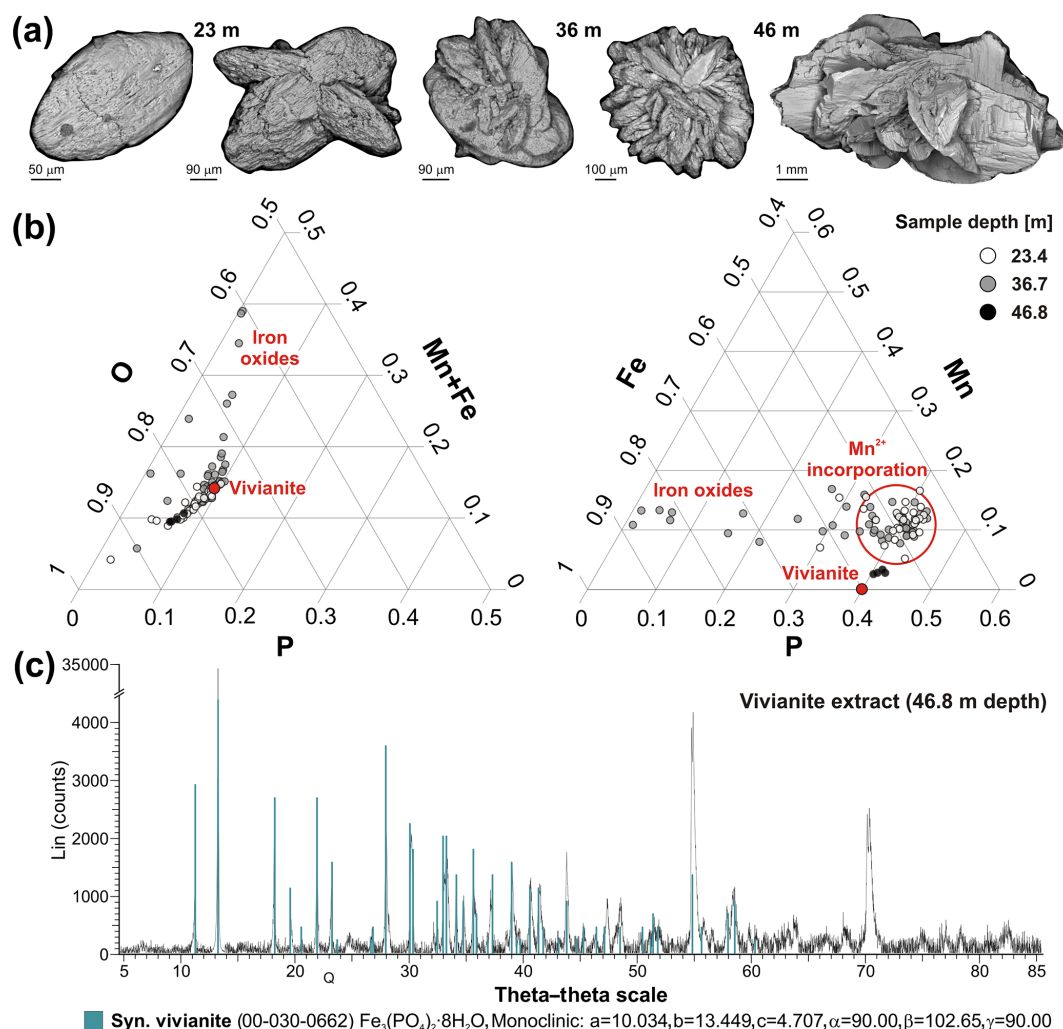 (a)
23 m
36 m
46 m
50 µm
90 µm
90 µm
100 µm
1 mm
(b)
Sample depth [m]
23.4
36.7
46.8
0.5
0.5
0.6
0.4
0.7
0.3
0.8
0.2
0.9
0.1
1
0
O
Mn+Fe
Iron
oxides
Vivianite
0
0.1
0.2
0.3
0.4
0.5
P
0.4
0.6
0.5
0.5
0.6
0.4
0.7
0.3
0.8
0.2
0.9
0.1
1
0
Fe
Mn
Mn²⁺
incorporation
Iron oxides
Vivianite
0
0.1
0.2
0.3
0.4
0.5
0.6
P
(c)
Vivianite extract (46.8 m depth)
35000
4000
3000
2000
1000
0
Lin (counts)
5 10 20 30 40 50 60 70 80 85
Q
Theta–theta scale
Syn. vivianite (00-030-0662) Fe₃(PO₄)₂·8H₂O, Monoclinic: a=10.034,b=13.449,c=4.707,α=90.00,β=102.65,γ=90.00